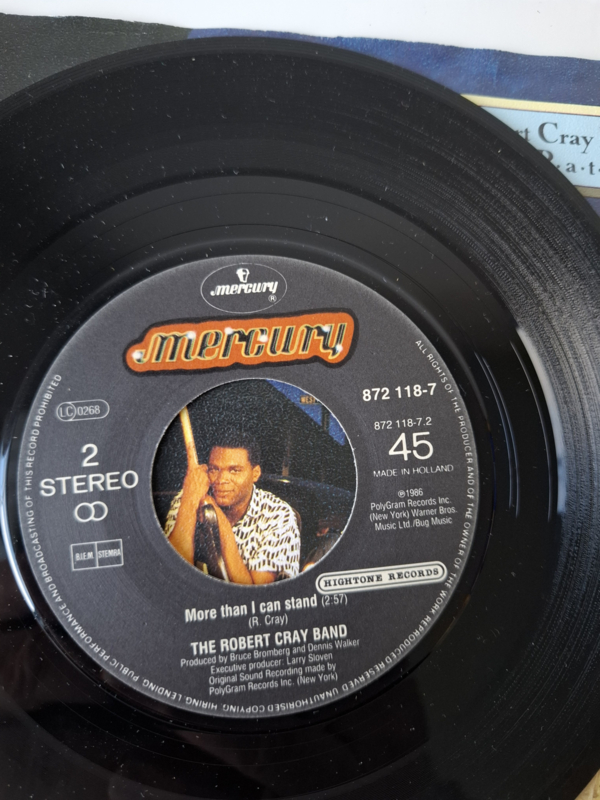 rt Cray
B·a·t·
mercury ®
mercury
LC 0268
872 118-7
872 118-7.2
45
MADE IN HOLLAND
2
STEREO
℗1986
PolyGram Records Inc.
(New York) Warner Bros.
Music Ltd./Bug Music
B.I.E.M. STEMRA
HIGHTONE RECORDS
More than I can stand (2:57)
(R. Cray)
THE ROBERT CRAY BAND
Produced by Bruce Bromberg and Dennis Walker
Executive producer: Larry Sloven
Original Sound Recording made by
PolyGram Records Inc. (New York)
ALL RIGHTS OF THE PRODUCER AND OF THE OWNER OF THE WORK REPRODUCED RESERVED UNAUTHORISED COPYING, HIRING, LENDING, PUBLIC PERFORMANCE AND BROADCASTING OF THIS RECORD PROHIBITED